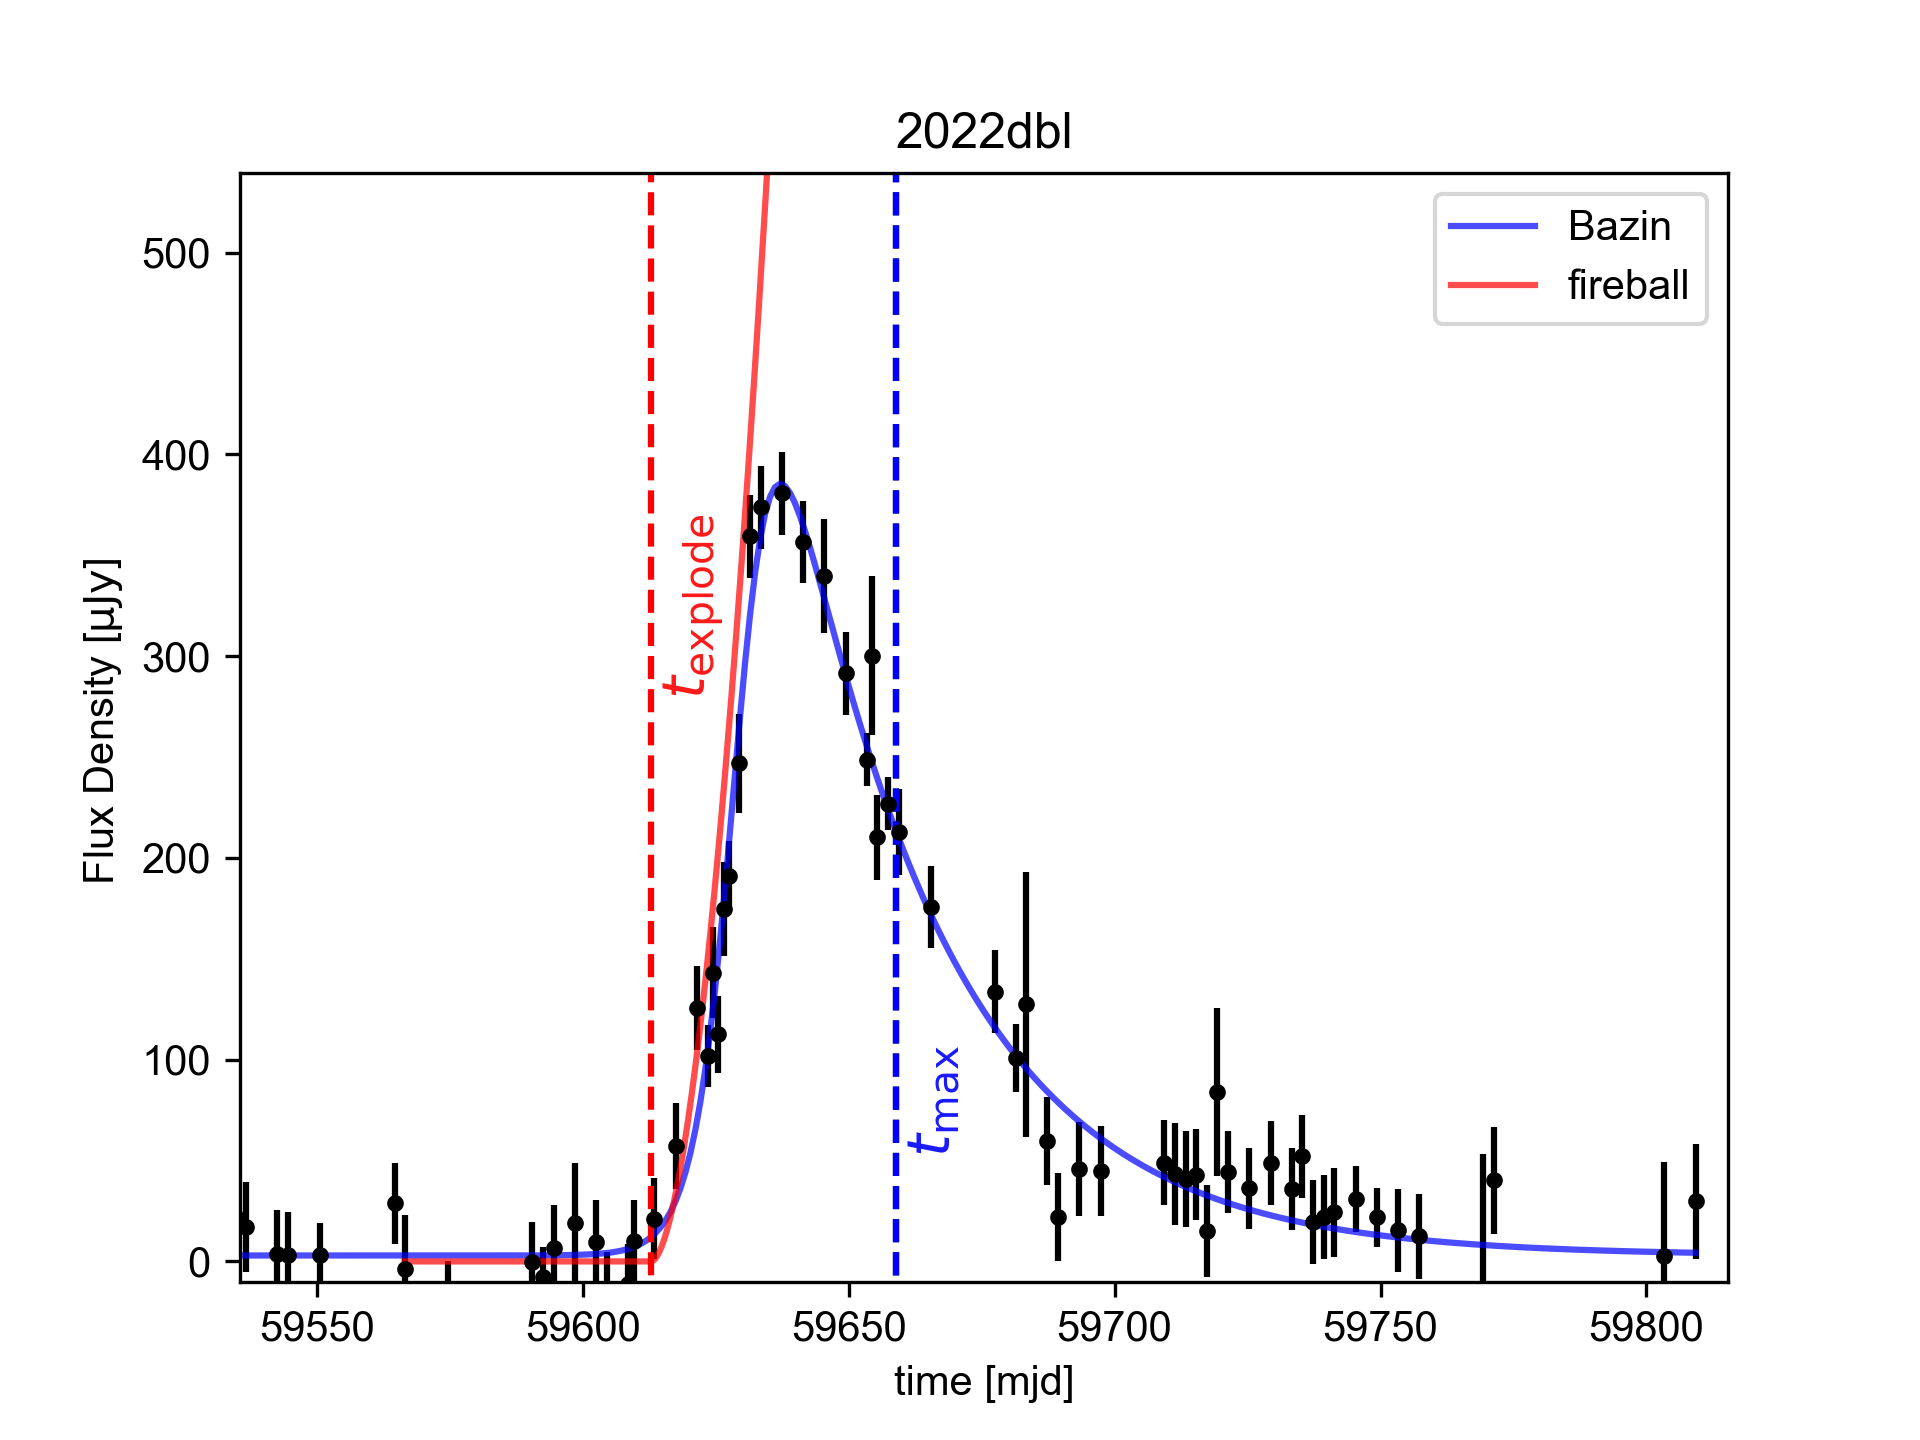 2022dbl
Bazin
fireball
500
400
300
200
100
0
Flux Density [µJy]
t_explode
t_max
59550 59600 59650 59700 59750 59800
time [mjd]